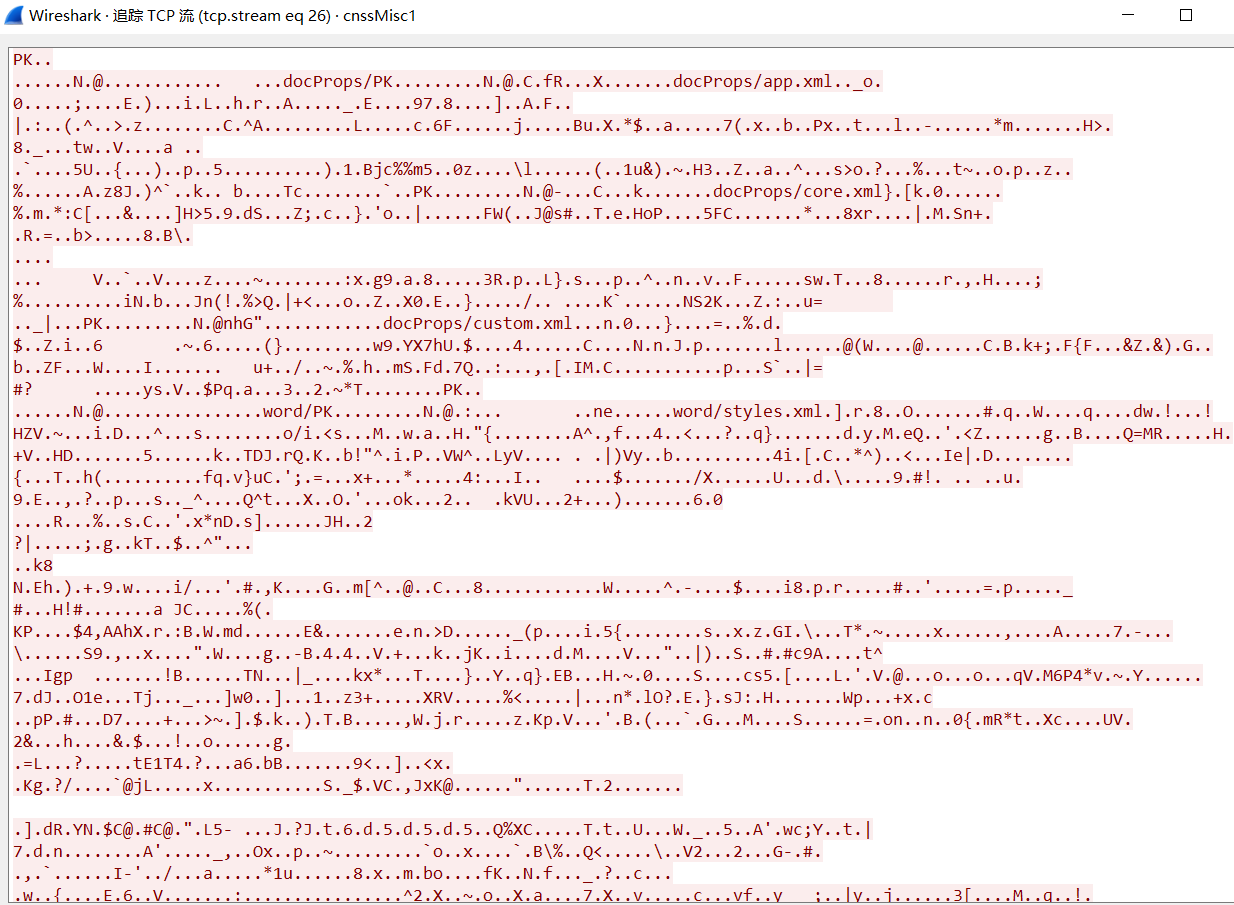 Wireshark · 追踪 TCP 流 (tcp.stream eq 26) · cnssMisc1
PK..
......N.@............   ...docProps/PK.........N.@.C.fR...X.......docProps/app.xml.._o.
0.....;....E.)...i.L..h.r..A....._.E....97.8....]..A.F..
|.:..(.^..>.z........C.^A.........L.....c.6F......j.....Bu.X.*$..a.....7(.x..b..Px..t...l..-......*m.......H>.
8._...tw..V....a ..
.`....5U..{...)..p..5..........).1.Bjc%%m5..0z....\l......(..1u&).~.H3..Z..a..^...s>o.?...%...t~..o.p..z..
%......A.z8J.)^`..k.. b....Tc........`..PK.........N.@-...C...k.......docProps/core.xml}.[k.0......
%.m.*:C[...&....]H>5.9.dS...Z;.c..}.'o..|......FW(..J@s#..T.e.HoP....5FC.......*...8xr....|.M.Sn+.
.R.=..b>.....8.B\.
....
...     V..`..V....z....~........:x.g9.a.8.....3R.p..L}.s...p..^..n..v..F......sw.T...8......r.,.H....;
%..........iN.b...Jn(!.%>Q.|+<...o..Z..X0.E..}...../.. ....K`......NS2K...Z.:..u=
.._|...PK.........N.@nhG"............docProps/custom.xml...n.0...}....=..%.d.
$..Z.i..6       .~.6.....(}.........w9.YX7hU.$....4......C....N.n.J.p.......l......@(W....@......C.B.k+;.F{F...&Z.&).G..
b..ZF...W....I.......   u+../..~.%.h..mS.Fd.7Q..:...,.[.IM.C...........p...S`..|=
#?      .....ys.V..$Pq.a...3..2.~*T........PK..
......N.@................word/PK.........N.@.:...       ..ne......word/styles.xml.].r.8..O.......#.q..W....q....dw.!...!
HZV.~...i.D...^...s........o/i.<s...M..w.a..H."{........A^.,f...4..<...?..q}.......d.y.M.eQ..'.<Z......g..B....Q=MR.....H.
+V..HD.......5......k..TDJ.rQ.K..b!"^.i.P..VW^..LyV.... . .|)Vy..b..........4i.[.C..*^)..<...Ie|.D........
{...T..h(..........fq.v}uC.';.=...x+...*.....4:...I..   ....$......./X......U...d.\.....9.#!. .. ..u.
9.E..,.?..p...s.._^....Q^t...X..O.'...ok...2..  .kVU...2+...).......6.0
....R...%..s.C..'.x*nD.s]......JH..2
?|.....;.g..kT..$..^"...
..k8
N.Eh.).+.9.w....i/...'.#.,K....G..m[^..@..C...8............W.....^.-....$....i8.p.r.....#..'.....=.p....._
#...H!#.......a JC.....%(.
KP....$4,AAhX.r.:B.W.md......E&.......e.n.>D......_(p....i.5{........s..x.z.GI.\...T*.~.....x......,....A.....7.-...
\......S9.,..x....".W....g..-B.4.4..V.+...k..jK..i....d.M....V..."..|)..S..#.#c9A....t^
...Igp  .......!B......TN...|_....kx*...T....}..Y..q}.EB...H.~.0....S....cs5.[....L.'.V.@...o...o...qV.M6P4*v.~.Y......
7.dJ..O1e...Tj..._...]w0..]...1..z3+.....XRV.....%<.....|...n*.lO?.E.}.sJ:.H.......Wp...+x.c
..pP.#...D7....+...>~.].$.k..).T.B....,W.j.r.....z.Kp.V...'.B.(...`.G...M....S......=.on..n..0{.mR*t..Xc....UV.
2&...h....&.$...!..o......g.
.=L...?.....tE1T4.?...a6.bB.......9<..]..<x.
.Kg.?/....`@jL.....x...........S._$.VC.,JxK@......"......T.2.......
.].dR.YN.$C@.#C@.".L5- ...J.?J.t.6.d.5.d.5.d.5..Q%XC.....T.t..U...W._..5..A'.wc;Y..t.|
7.d.n........A'....._,..Ox..p..~.........`o..x....`.B\%..Q<.....\..V2...2...G-.#.
.,.`......I-'../...a.....*1u......8.x..m.bo....fK..N.f..._.?..c...
.w..{....E.6..V.......:................^2.X..~.o..X.a....7.X..v.....c...vf..y   ;..|y..j......3[....M..q..!.